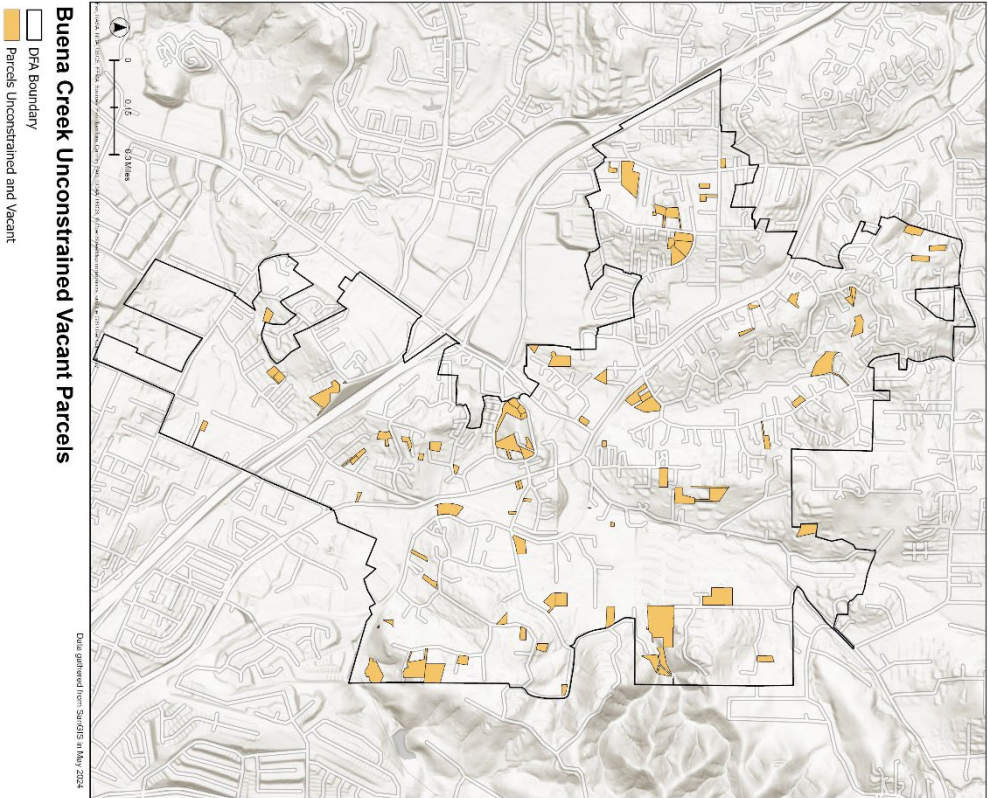 Buena Creek Unconstrained Vacant Parcels
DFA Boundary
Parcels Unconstrained and Vacant
0 0.15 0.3 Miles
Data gathered from SanGIS in May 2024